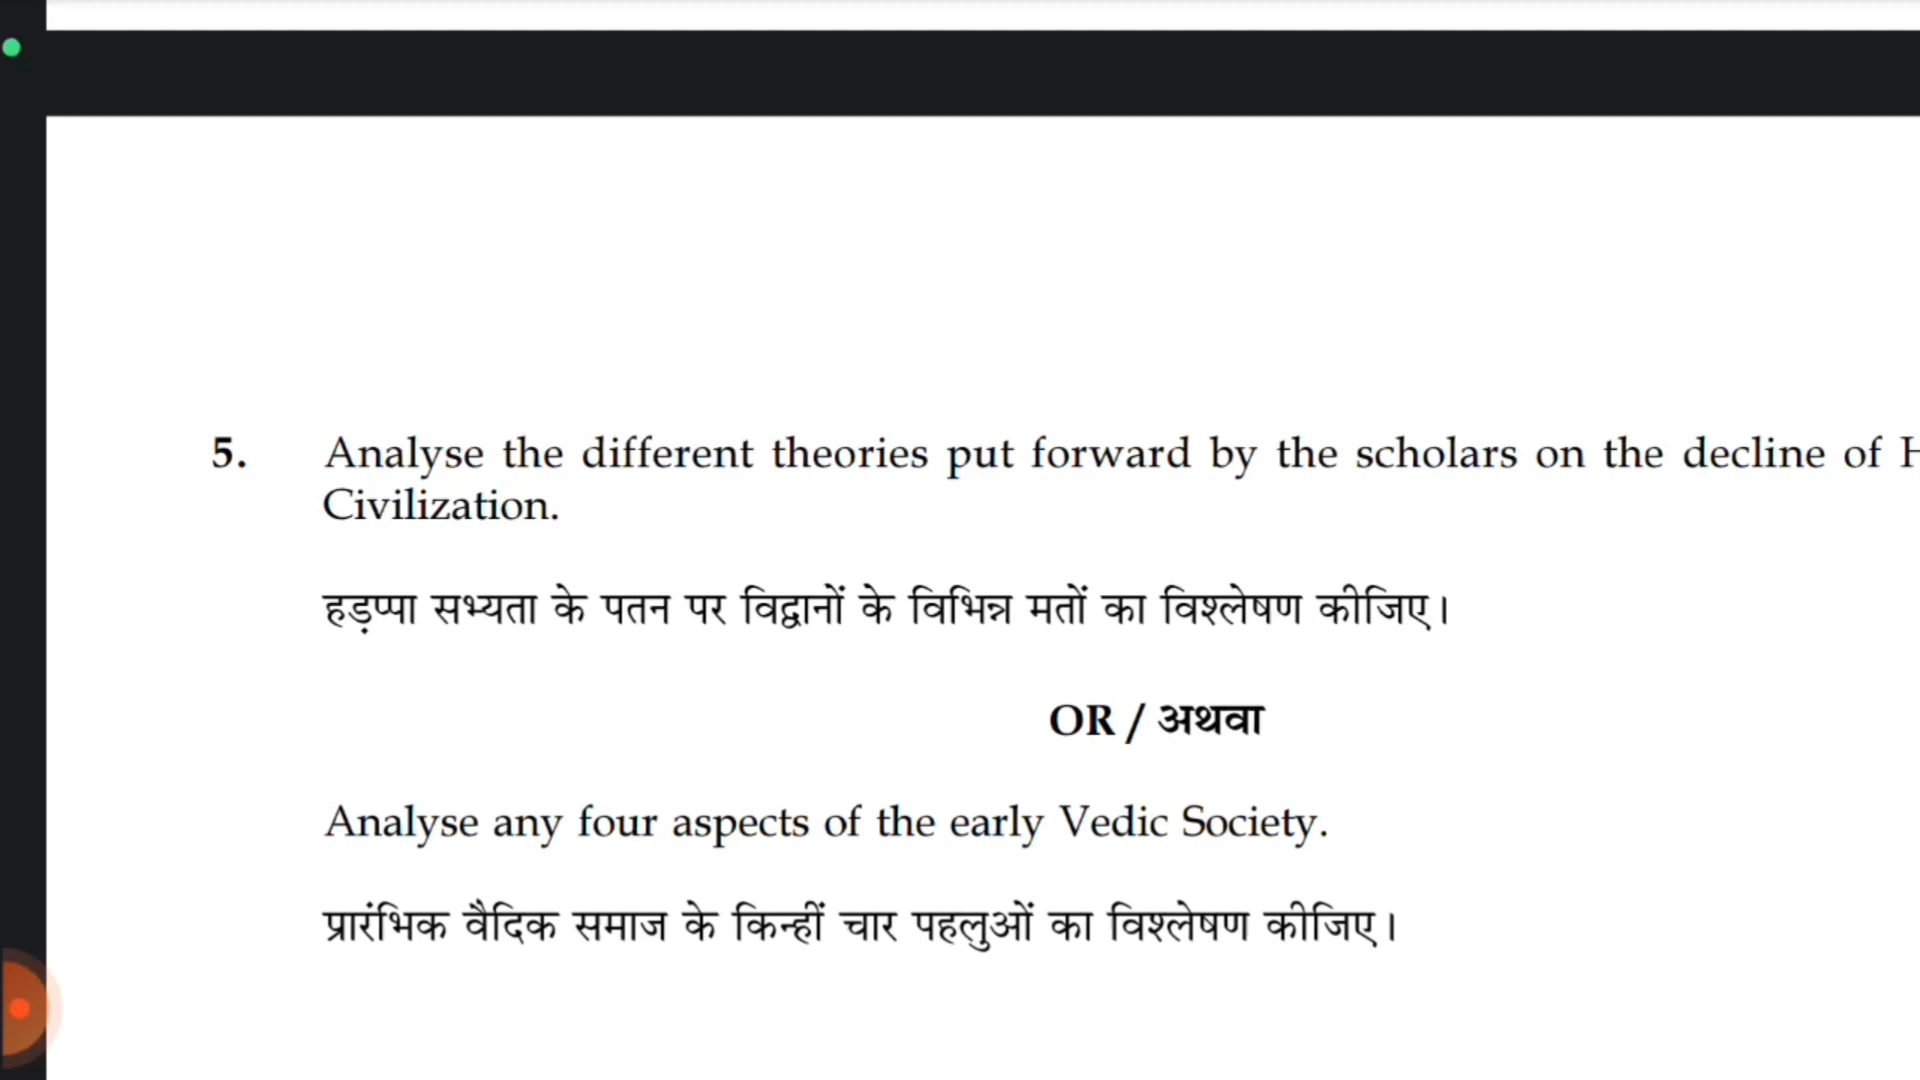 5. Analyse the different theories put forward by the scholars on the decline of
Civilization.
हड़प्पा सभ्यता के पतन पर विद्वानों के विभिन्न मतों का विश्लेषण कीजिए।
OR / अथवा
Analyse any four aspects of the early Vedic Society.
प्रारंभिक वैदिक समाज के किन्हीं चार पहलुओं का विश्लेषण कीजिए।